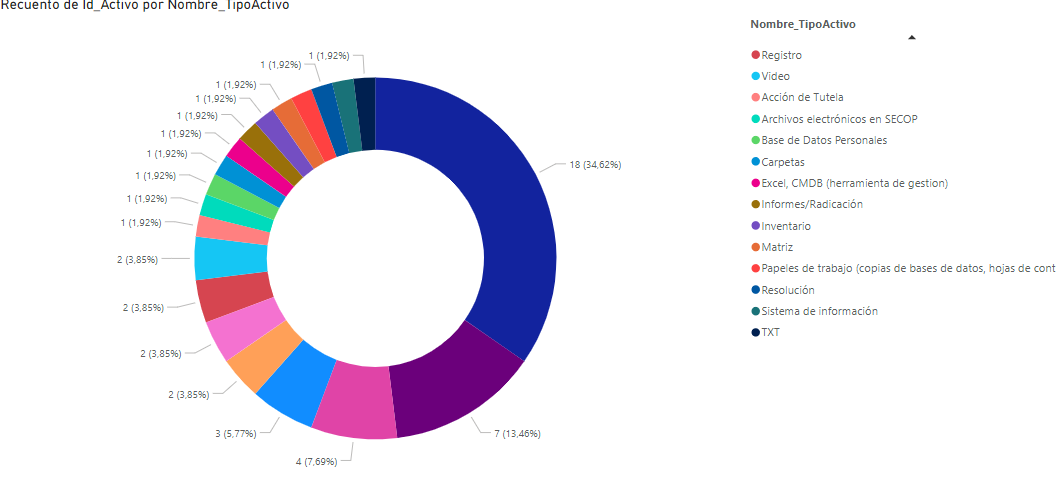 Recuento de Id_Activo por Nombre_TipoActivo
1 (1,92%)
1 (1,92%)
1 (1,92%)
1 (1,92%)
1 (1,92%)
1 (1,92%)
1 (1,92%)
1 (1,92%)
1 (1,92%)
1 (1,92%)
2 (3,85%)
2 (3,85%)
2 (3,85%)
2 (3,85%)
3 (5,77%)
4 (7,69%)
7 (13,46%)
18 (34,62%)
Nombre_TipoActivo
Registro
Video
Acción de Tutela
Archivos electrónicos en SECOP
Base de Datos Personales
Carpetas
Excel, CMDB (herramienta de gestion)
Informes/Radicación
Inventario
Matriz
Papeles de trabajo (copias de bases de datos, hojas de cont
Resolución
Sistema de información
TXT